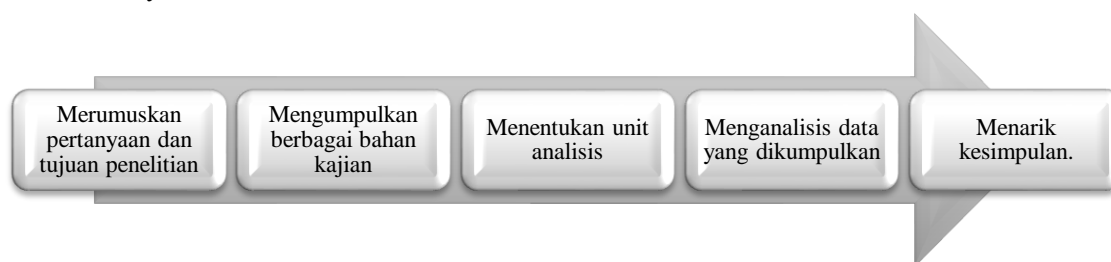 Merumuskan
pertanyaan dan
tujuan penelitian
Mengumpulkan
berbagai bahan
kajian
Menentukan unit
analisis
Menganalisis data
yang dikumpulkan
Menarik
kesimpulan.